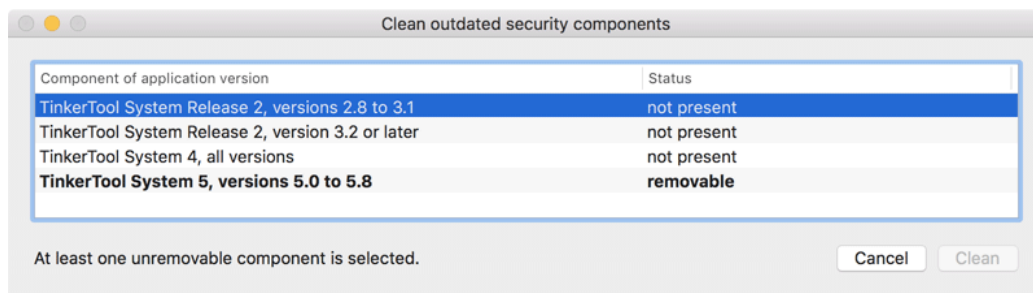 Clean outdated security components
Component of application version Status
TinkerTool System Release 2, versions 2.8 to 3.1 not present
TinkerTool System Release 2, version 3.2 or later not present
TinkerTool System 4, all versions not present
TinkerTool System 5, versions 5.0 to 5.8 removable
At least one unremovable component is selected. Cancel Clean